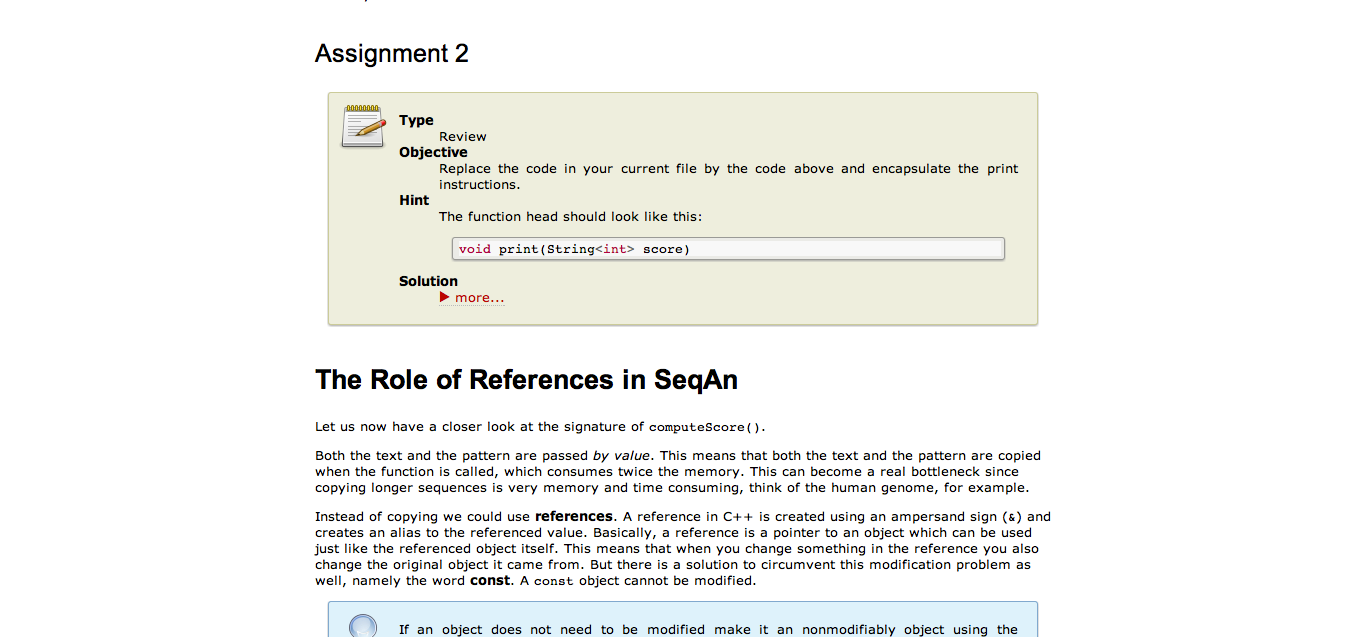 Assignment 2
Type
Review
Objective
Replace the code in your current file by the code above and encapsulate the print
instructions.
Hint
The function head should look like this:
void print(String<int> score)
Solution
more...
The Role of References in SeqAn
Let us now have a closer look at the signature of computeScore().
Both the text and the pattern are passed by value. This means that both the text and the pattern are copied
when the function is called, which consumes twice the memory. This can become a real bottleneck since
copying longer sequences is very memory and time consuming, think of the human genome, for example.
Instead of copying we could use references. A reference in C++ is created using an ampersand sign (&) and
creates an alias to the referenced value. Basically, a reference is a pointer to an object which can be used
just like the referenced object itself. This means that when you change something in the reference you also
change the original object it came from. But there is a solution to circumvent this modification problem as
well, namely the word const. A const object cannot be modified.
If an object does not need to be modified make it an nonmodifiably object using the